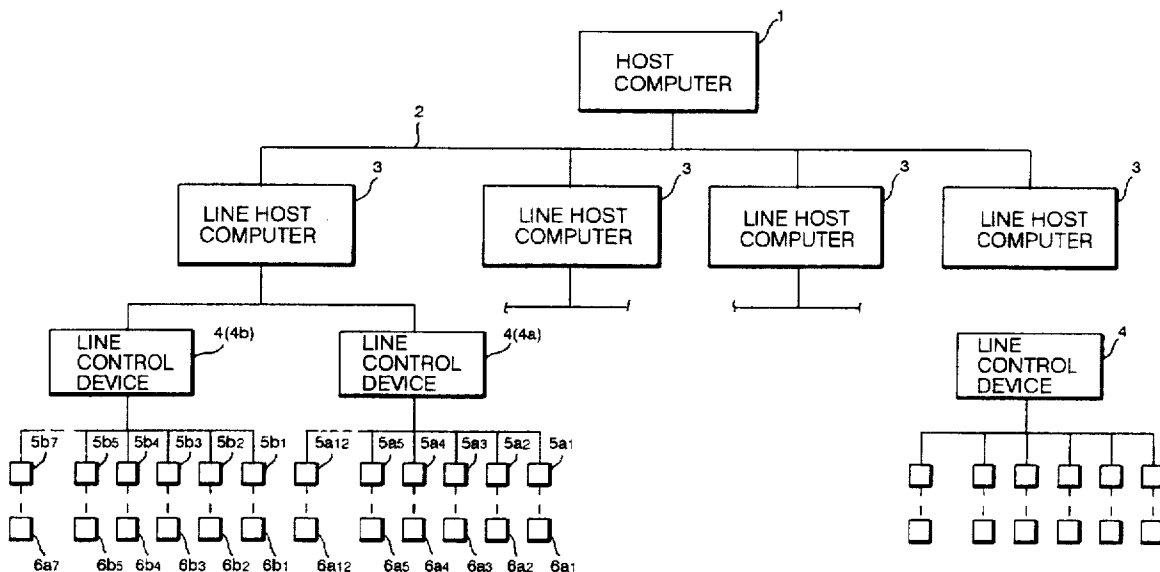 1
HOST
COMPUTER
2
3
LINE HOST
COMPUTER
3
LINE HOST
COMPUTER
3
LINE HOST
COMPUTER
3
LINE HOST
COMPUTER
4(4b)
LINE
CONTROL
DEVICE
4(4a)
LINE
CONTROL
DEVICE
4
LINE
CONTROL
DEVICE
5b7 5b5 5b4 5b3 5b2 5b1 5a12 5a5 5a4 5a3 5a2 5a1
6a7 6b5 6b4 6b3 6b2 6b1 6a12 6a5 6a4 6a3 6a2 6a1